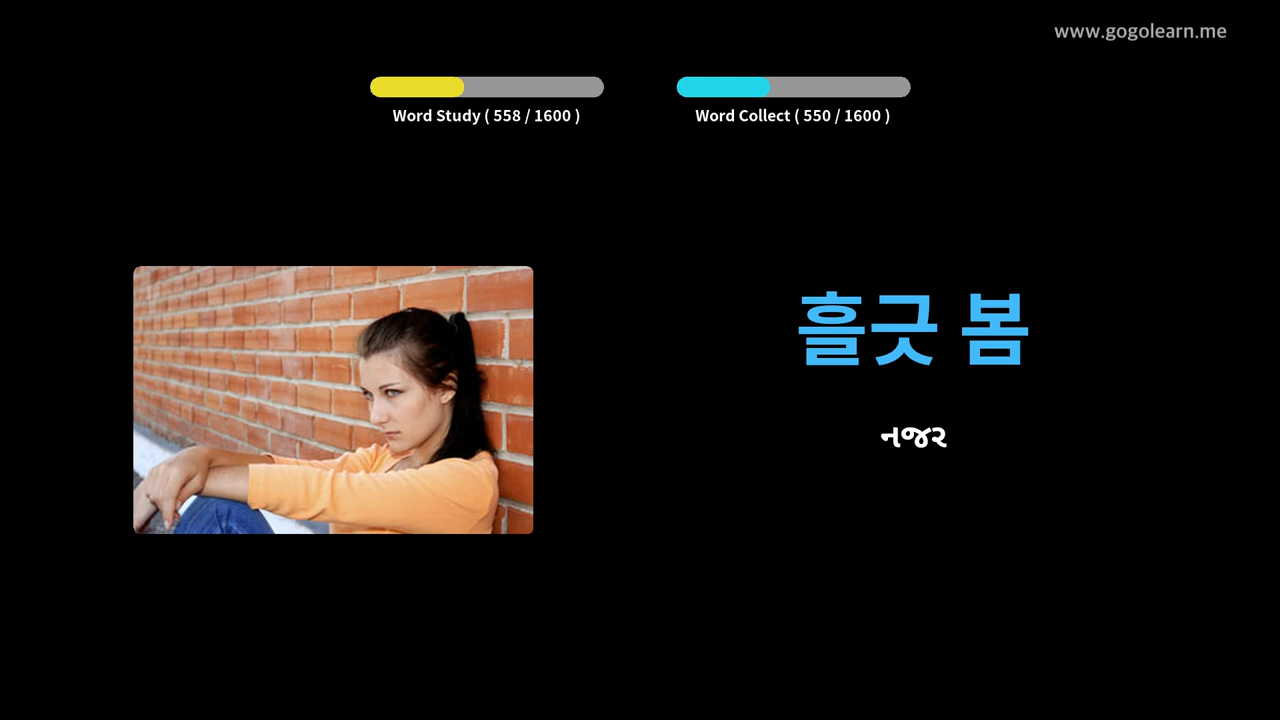 www.gogolearn.me
Word Study ( 558 / 1600 )
Word Collect ( 550 / 1600 )
흘긋 봄
નજર